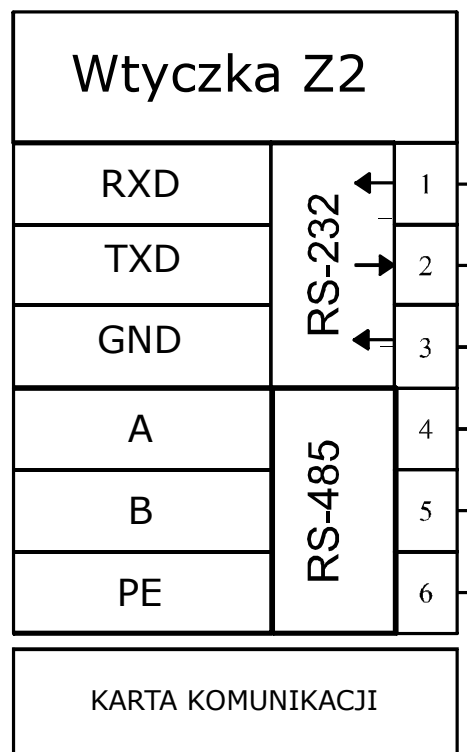 Wtyczka Z2
RXD
1
TXD
RS-232
2
GND
3
A
4
B
RS-485
5
PE
6
KARTA KOMUNIKACJI